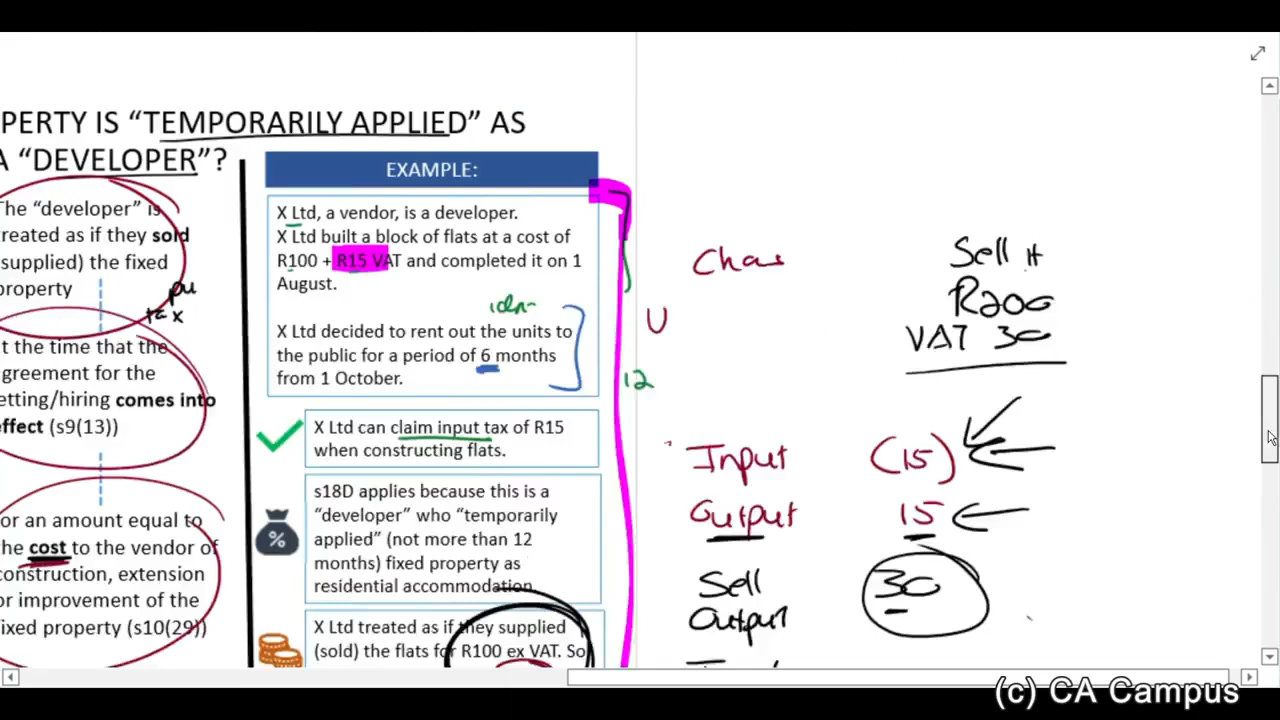 PERTY IS “TEMPORARILY APPLIED” AS
A “DEVELOPER”?
The “developer” is
treated as if they sold
(supplied) the fixed
property
pu
tax
t the time that the
greement for the
etting/hiring comes into
effect (s9(13))
or an amount equal to
the cost to the vendor of
construction, extension
or improvement of the
fixed property (s10(29))
EXAMPLE:
X Ltd, a vendor, is a developer.
X Ltd built a block of flats at a cost of
R100 + R15 VAT and completed it on 1
August.
X Ltd decided to rent out the units to
the public for a period of 6 months
from 1 October.
X Ltd can claim input tax of R15
when constructing flats.
s18D applies because this is a
“developer” who “temporarily
applied” (not more than 12
months) fixed property as
residential accommodation
%
X Ltd treated as if they supplied
(sold) the flats for R100 ex VAT. So
U
12
Sell it
R200
VAT 30
Input (15)
Output 15
Sell 30
Output
(c) CA Campus